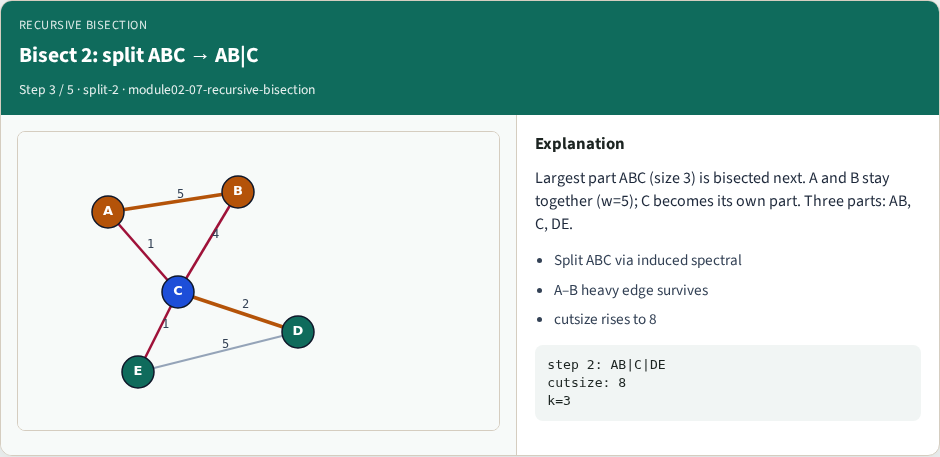 RECURSIVE BISECTION
Bisect 2: split ABC → AB|C
Step 3 / 5 · split-2 · module02-07-recursive-bisection
A
B
C
D
E
5
1
4
2
1
5
Explanation
Largest part ABC (size 3) is bisected next. A and B stay
together (w=5); C becomes its own part. Three parts: AB,
C, DE.
• Split ABC via induced spectral
• A–B heavy edge survives
• cutsize rises to 8
step 2: AB|C|DE
cutsize: 8
k=3